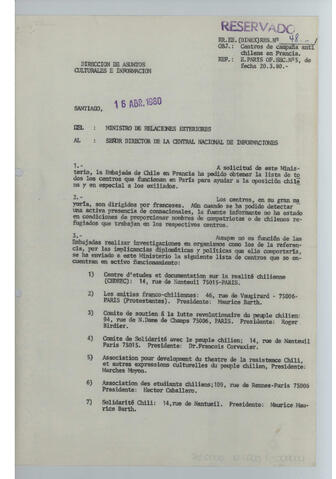 RESERVADO
RR.EE.(DINEX)RES.Nº 48.-/
OBJ.: Centros de campaña anti
chilena en Francia.
REF.: E.PARIS OF.SEC.Nº5, de
fecha 20.3.80.-
DIRECCION DE ASUNTOS
CULTURALES E INFORMACION
SANTIAGO, 16 ABR. 1980
DEL : MINISTRO DE RELACIONES EXTERIORES
AL : SEÑOR DIRECTOR DE LA CENTRAL NACIONAL DE INFORMACIONES
1.- A solicitud de este Minis-
terio, la Embajada de Chile en Francia ha podido obtener la lista de to
dos los centros que funcionan en París para ayudar a la oposición chile
na y en especial a los exiliados.
2.- Los centros, en su gran ma
yoría, son dirigidos por franceses. Aún cuando se ha podido detectar
una activa presencia de connacionales, la fuente informante no ha estado
en condiciones de proporcionar nombres de compatriotas o de chilenos re-
fugiados que trabajan en los respectivos centros.
3.- Aunque no es función de las
Embajadas realizar investigaciones en organismos como los de la referen-
cia, por las implicancias diplomáticas y políticas que ello comportaría,
se ha enviado a este Ministerio la siguiente lista de centros que se en-
cuentran en activo funcionamiento:
1) Centre d'etudes et documentation sur la realité chilienne
14, rue de Nanteuil 75015-PARIS.
2) Les amitiés franco-chiliennes: 46, rue de Vaugirard - 75006-
PARIS (Protestantes). Presidente: Maurice Barth.
3) Comite de soutien á la lutte revolutionaire du peuple chilien:
94, rue de N.Dame de Champs 75006, PARIS. Presidente: Roger
Birdier.
4) Comite de Solidarité avec le peuple chilien; 14, rue de Nanteuil
Paris 75015. Presidente: Dr.Francois Corvaxier.
5) Association pour development du theatre de la resistence Chili,
et autres expressions culturelles du peuple chilien, Presidente:
Marches Moyon.
6) Association des etudiants chiliens;109, rue de Rennes-Paris 75006
Presidente: Hector Caballero.
7) Solidarité Chili: 14,rue de Nantueil. Presidente: Maurice Mau-
rice Barth.